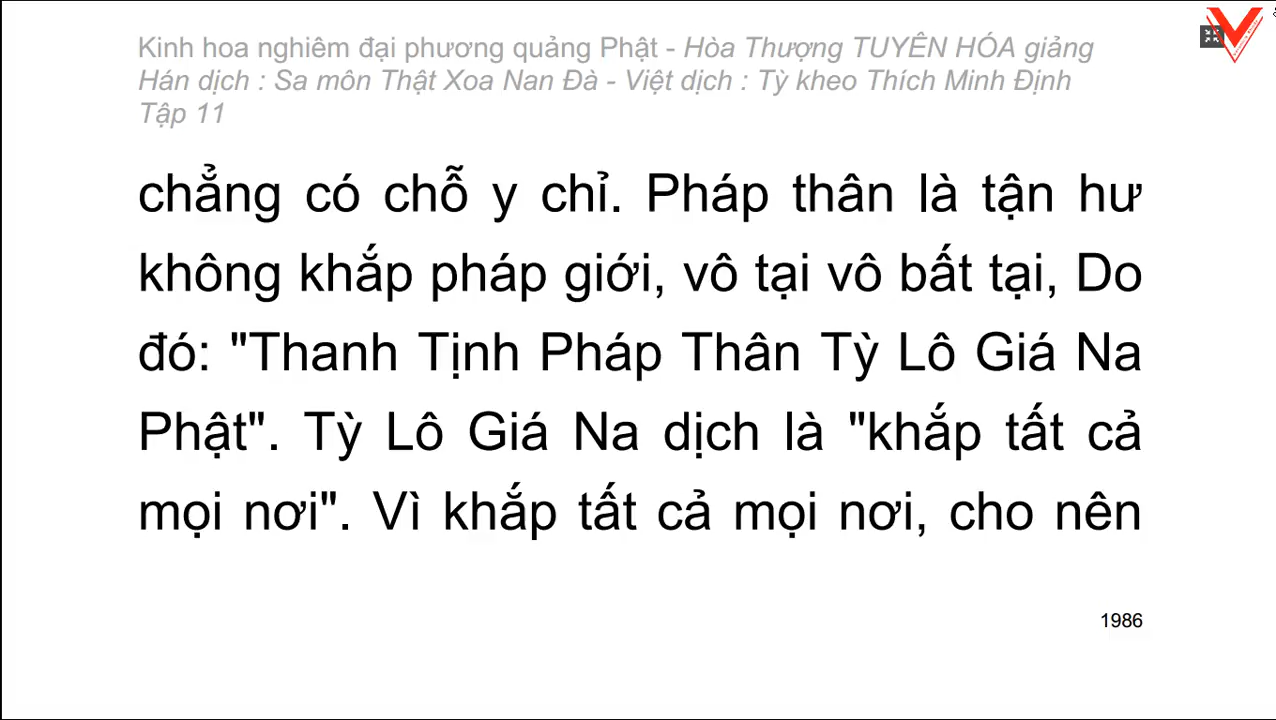 Kinh hoa nghiêm đại phương quảng Phật - Hòa Thượng TUYÊN HÓA giảng
Hán dịch : Sa môn Thật Xoa Nan Đà - Việt dịch : Tỳ kheo Thích Minh Định
Tập 11
chẳng có chỗ y chỉ. Pháp thân là tận hư
không khắp pháp giới, vô tại vô bất tại, Do
đó: "Thanh Tịnh Pháp Thân Tỳ Lô Giá Na
Phật". Tỳ Lô Giá Na dịch là "khắp tất cả
mọi nơi". Vì khắp tất cả mọi nơi, cho nên
1986